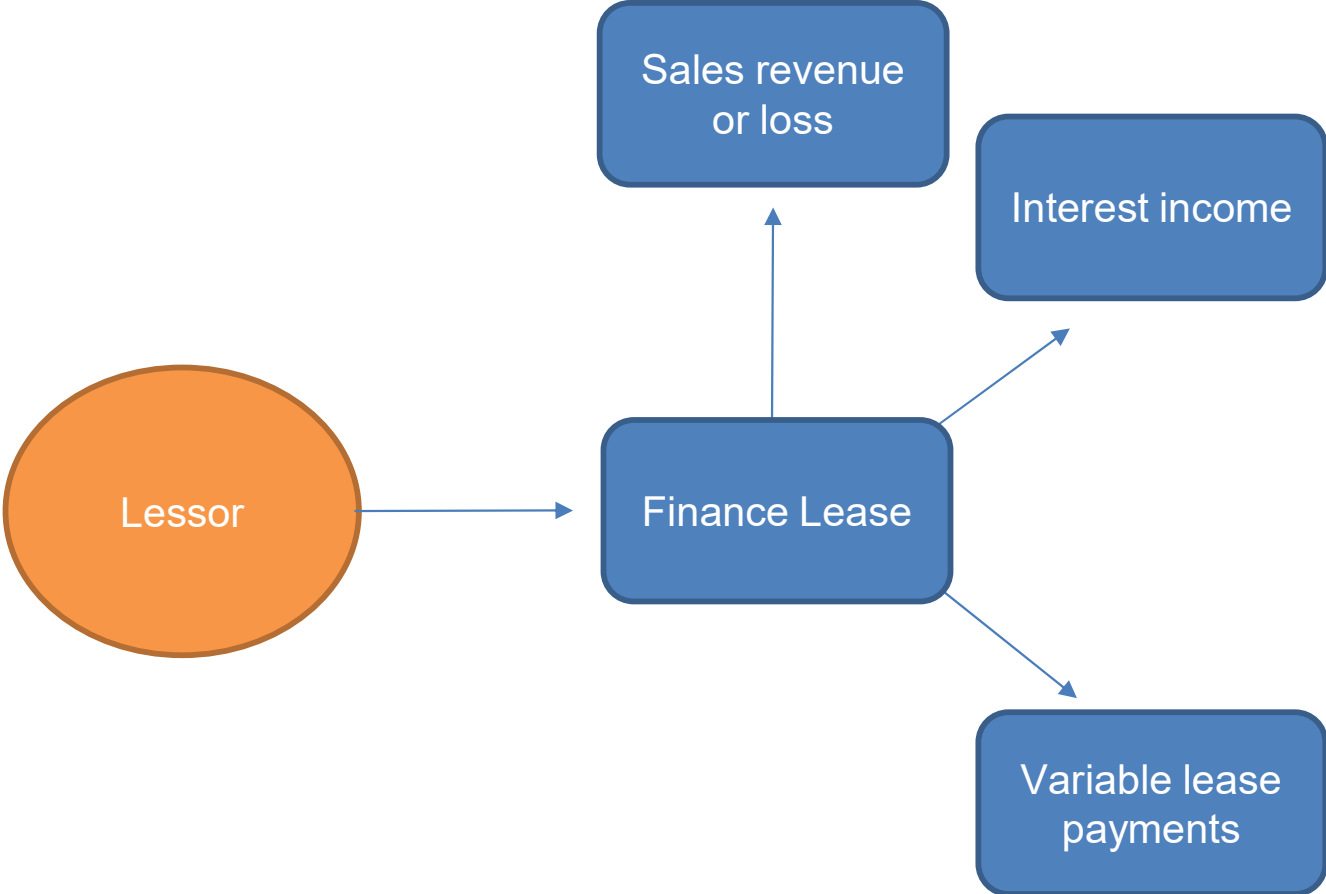 Sales revenue
or loss
Interest income
Lessor
Finance Lease
Variable lease
payments